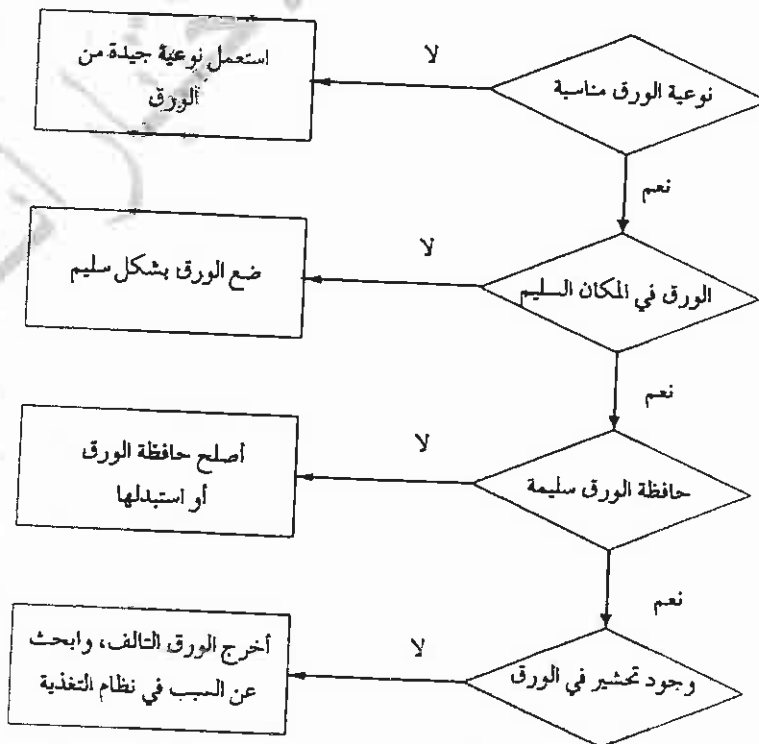 نوعية الورق مناسبة
لا
استعمل نوعية جيدة من
الورق
نعم
الورق في المكان السليم
لا
ضع الورق بشكل سليم
نعم
حافظة الورق سليمة
لا
أصلح حافظة الورق
أو استبدلها
نعم
وجود تحشير في الورق
لا
أخرج الورق التالف، وابحث
عن السبب في نظام التغذية